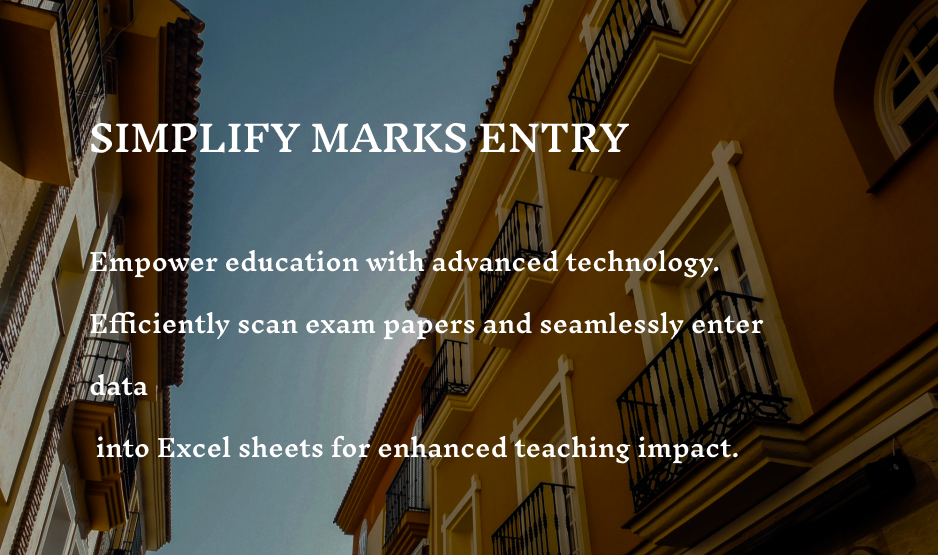 SIMPLIFY MARKS ENTRY
Empower education with advanced technology.
Efficiently scan exam papers and seamlessly enter
data
into Excel sheets for enhanced teaching impact.